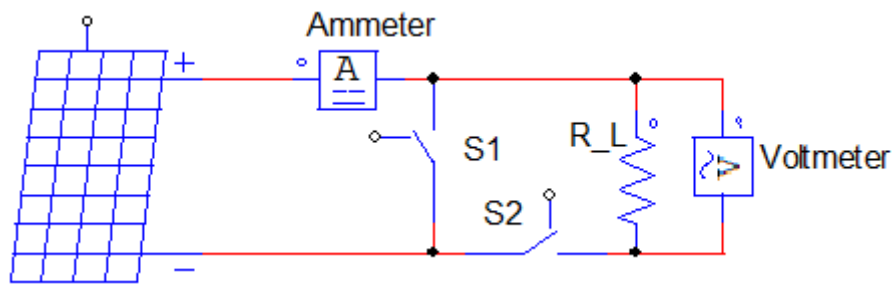 Ammeter
+
A
S1
R_L
V
Voltmeter
S2
−